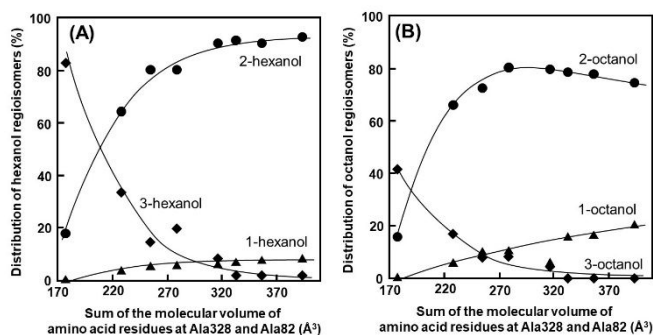 (A)
Distribution of hexanol regioisomers (%)
100
80
60
40
20
0
2-hexanol
3-hexanol
1-hexanol
170
220
270
320
370
Sum of the molecular volume of
amino acid residues at Ala328 and Ala82 (Å³)
(B)
Distribution of octanol regioisomers (%)
100
80
60
40
20
0
2-octanol
1-octanol
3-octanol
170
220
270
320
370
Sum of the molecular volume of
amino acid residues at Ala328 and Ala82 (Å³)